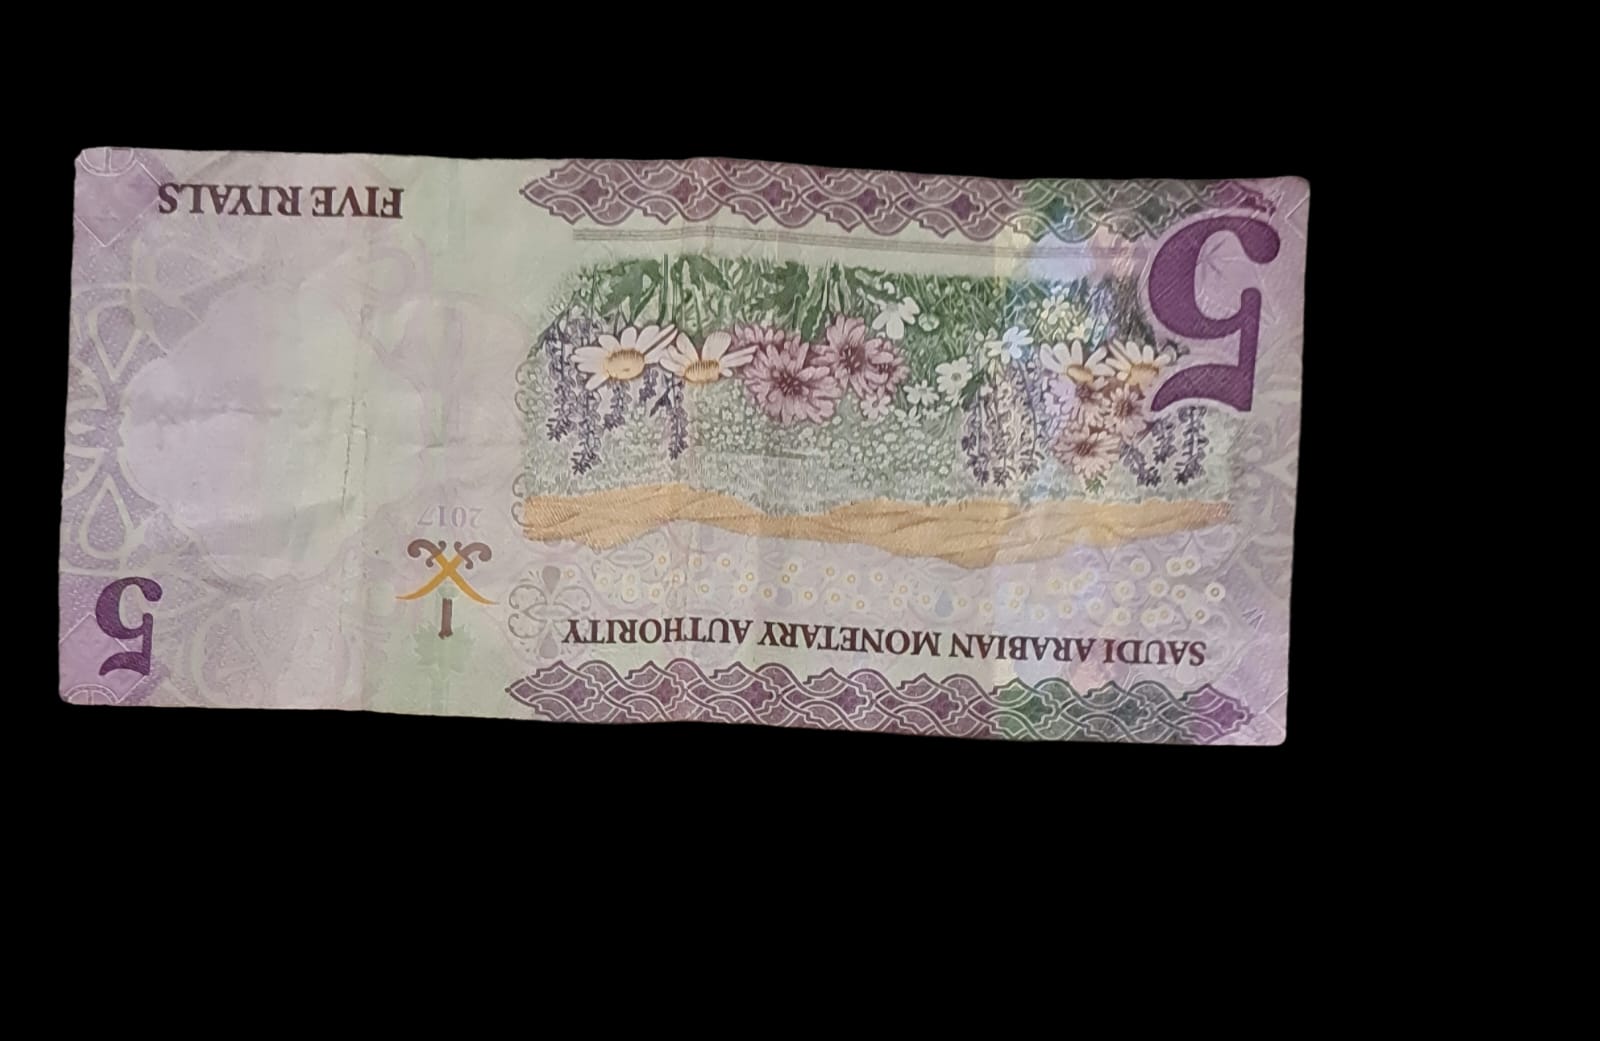 SAUDI ARABIAN MONETARY AUTHORITY
5
2017
5
FIVE RIYALS